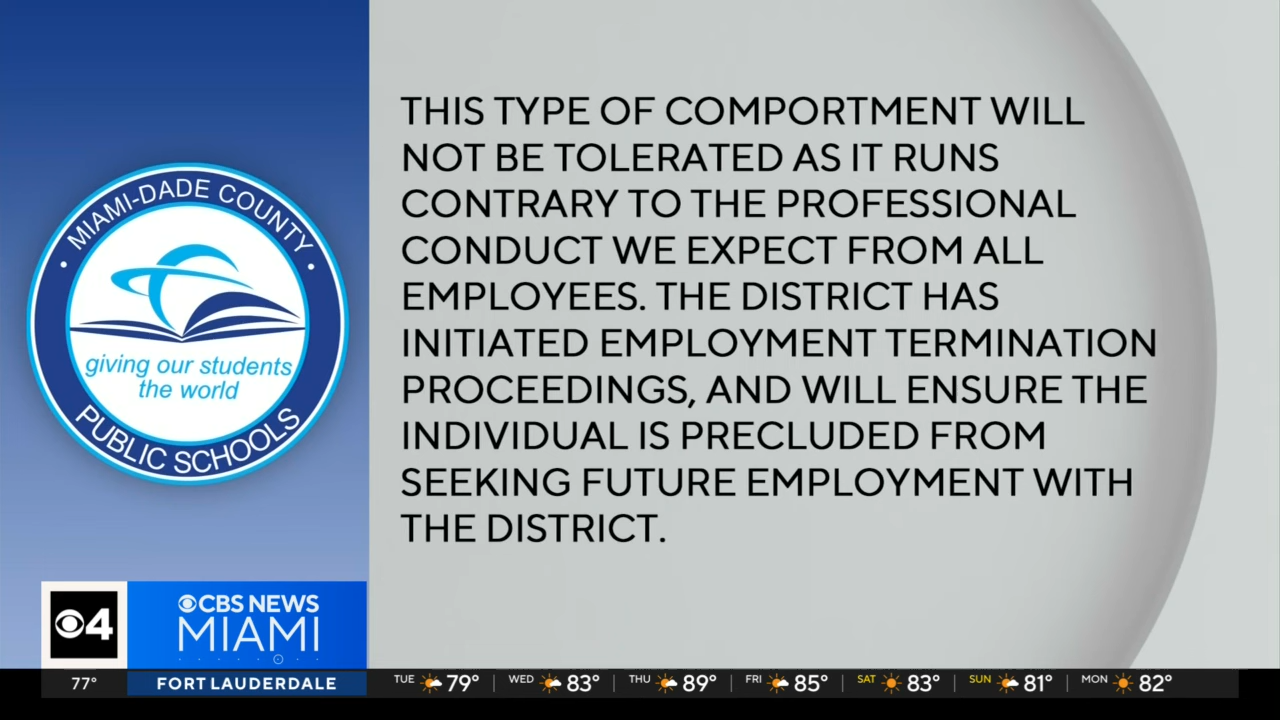 THIS TYPE OF COMPORTMENT WILL
NOT BE TOLERATED AS IT RUNS
CONTRARY TO THE PROFESSIONAL
CONDUCT WE EXPECT FROM ALL
EMPLOYEES. THE DISTRICT HAS
INITIATED EMPLOYMENT TERMINATION
PROCEEDINGS, AND WILL ENSURE THE
INDIVIDUAL IS PRECLUDED FROM
SEEKING FUTURE EMPLOYMENT WITH
THE DISTRICT.
• MIAMI-DADE COUNTY •
giving our students
the world
PUBLIC SCHOOLS
4
CBS NEWS
MIAMI
77° FORT LAUDERDALE TUE 79° WED 83° THU 89° FRI 85° SAT 83° SUN 81° MON 82°